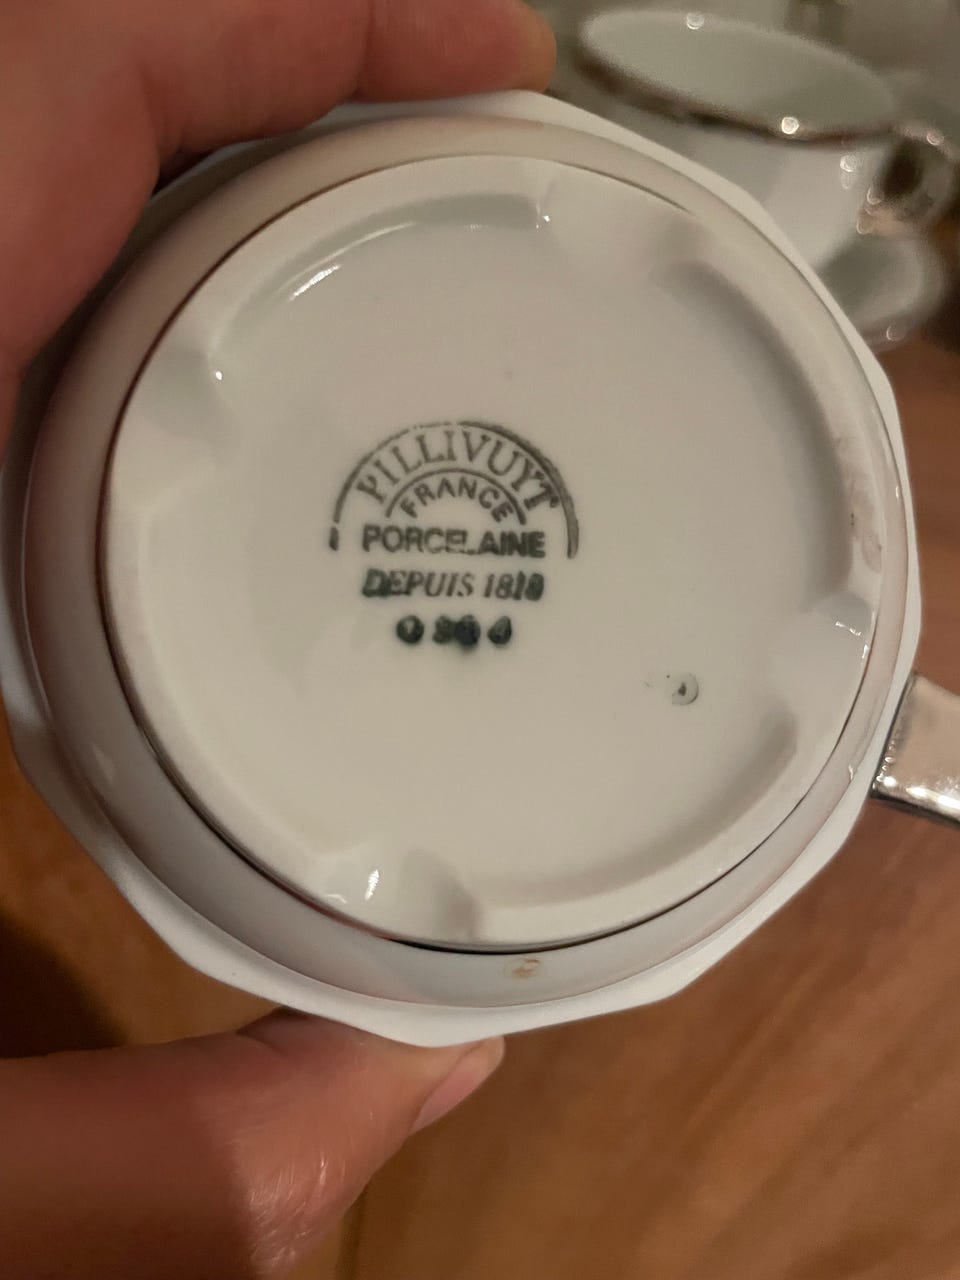 PILLIVUYT
FRANCE
PORCELAINE
DEPUIS 1818